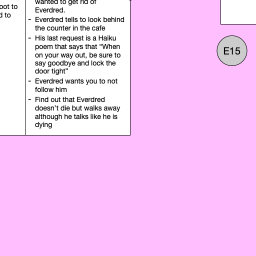 wanted to get rid of
Everdred.
- Everdred tells to look behind
the counter in the cafe
- His last request is a Haiku
poem that says that "When
on your way out, be sure to
say goodbye and lock the
door tight"
- Everdred wants you to not
follow him
- Find out that Everdred
doesn't die but walks away
although he talks like he is
dying
to
E15